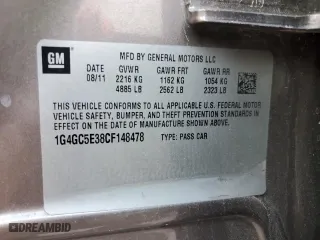 GM
MFD BY GENERAL MOTORS LLC
DATE GVWR GAWR FRT GAWR RR
08/11 2216 KG 1162 KG 1054 KG
4885 LB 2562 LB 2323 LB
THIS VEHICLE CONFORMS TO ALL APPLICABLE U.S. FEDERAL MOTOR
VEHICLE SAFETY, BUMPER, AND THEFT PREVENTION STANDARDS IN
EFFECT ON THE DATE OF MANUFACTURE SHOWN ABOVE.
1G4GC5E38CF148478 TYPE: PASS CAR
DREAMBID